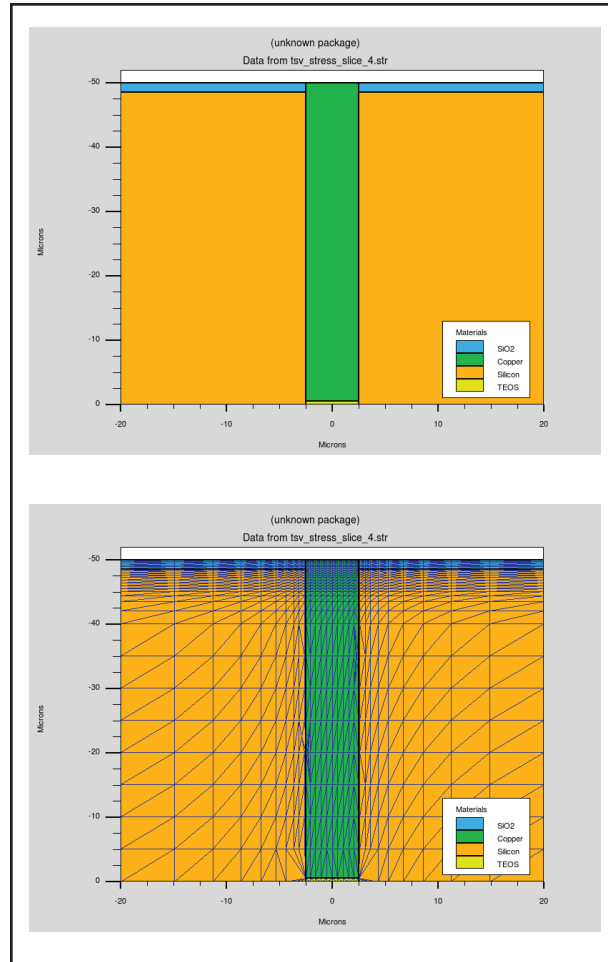 (unknown package)
Data from tsv_stress_slice_4.str
-50
-40
-30
-20
-10
0
Microns
Materials
SiO2
Copper
Silicon
TEOS
-20
-10
0
10
20
Microns
(unknown package)
Data from tsv_stress_slice_4.str
-50
-40
-30
-20
-10
0
Microns
Materials
SiO2
Copper
Silicon
TEOS
-20
-10
0
10
20
Microns